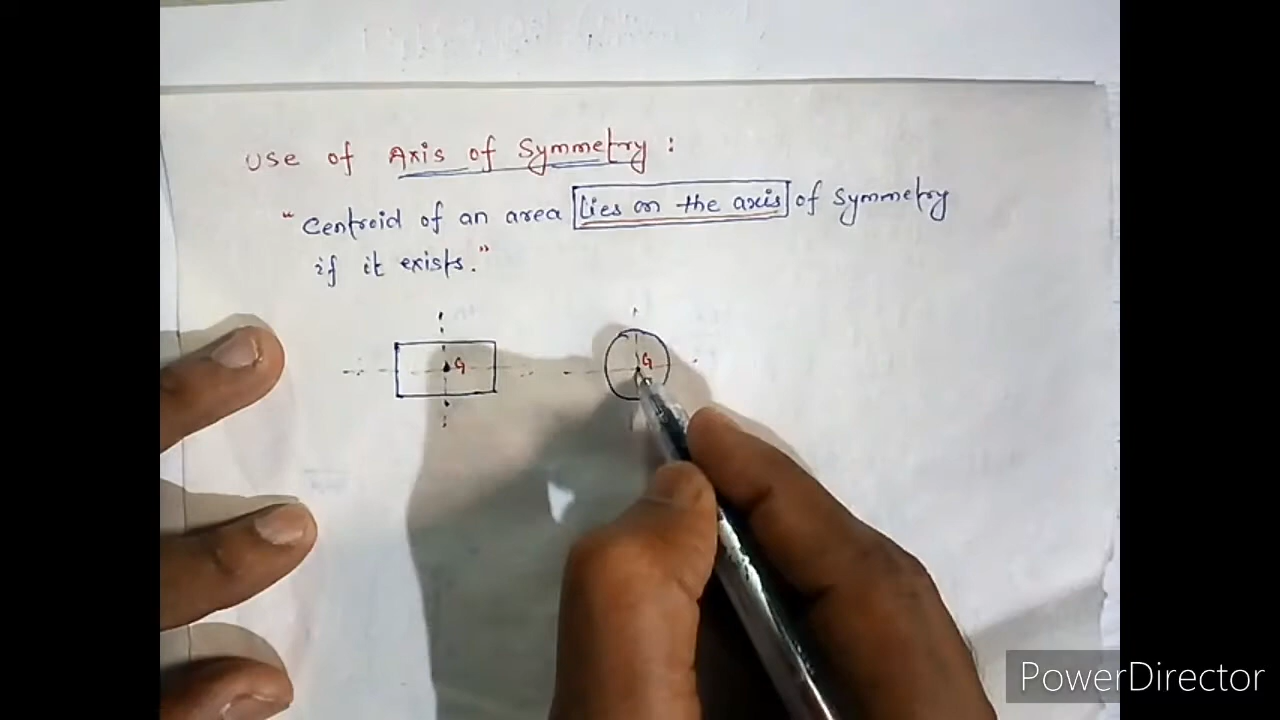 Use of Axis of Symmetry :
"Centroid of an area lies on the axis of symmetry
if it exists."
G G
PowerDirector